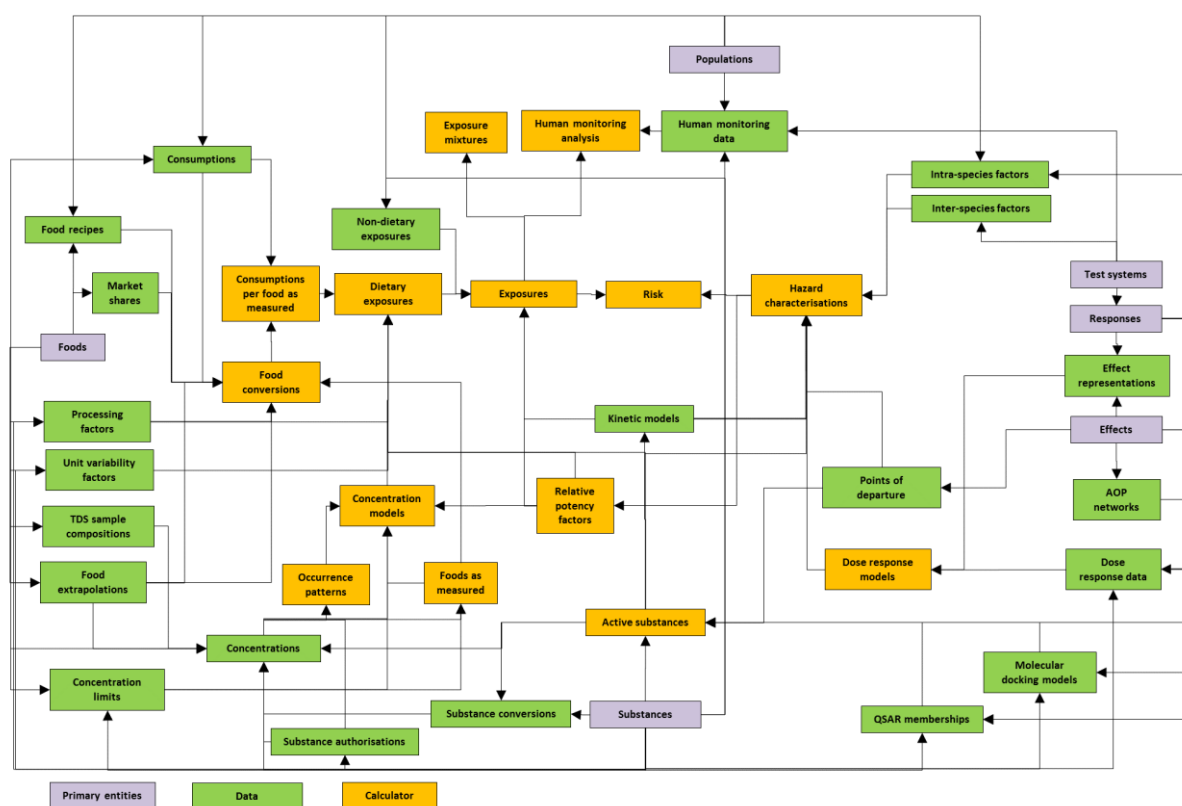 Populations
Exposure
mixtures
Human monitoring
analysis
Human monitoring
data
Consumptions
Intra-species factors
Inter-species factors
Food recipes
Non-dietary
exposures
Market
shares
Consumptions
per food as
measured
Dietary
exposures
Exposures
Risk
Hazard
characterisations
Test systems
Responses
Foods
Food
conversions
Effect
representations
Processing
factors
Kinetic models
Effects
Unit variability
factors
Concentration
models
Relative
potency
factors
Points of
departure
AOP
networks
TDS sample
compositions
Food
extrapolations
Occurrence
patterns
Foods as
measured
Dose response
models
Dose
response data
Concentrations
Active substances
Molecular
docking models
Concentration
limits
Substance conversions
Substances
QSAR memberships
Substance authorisations
Primary entities
Data
Calculator